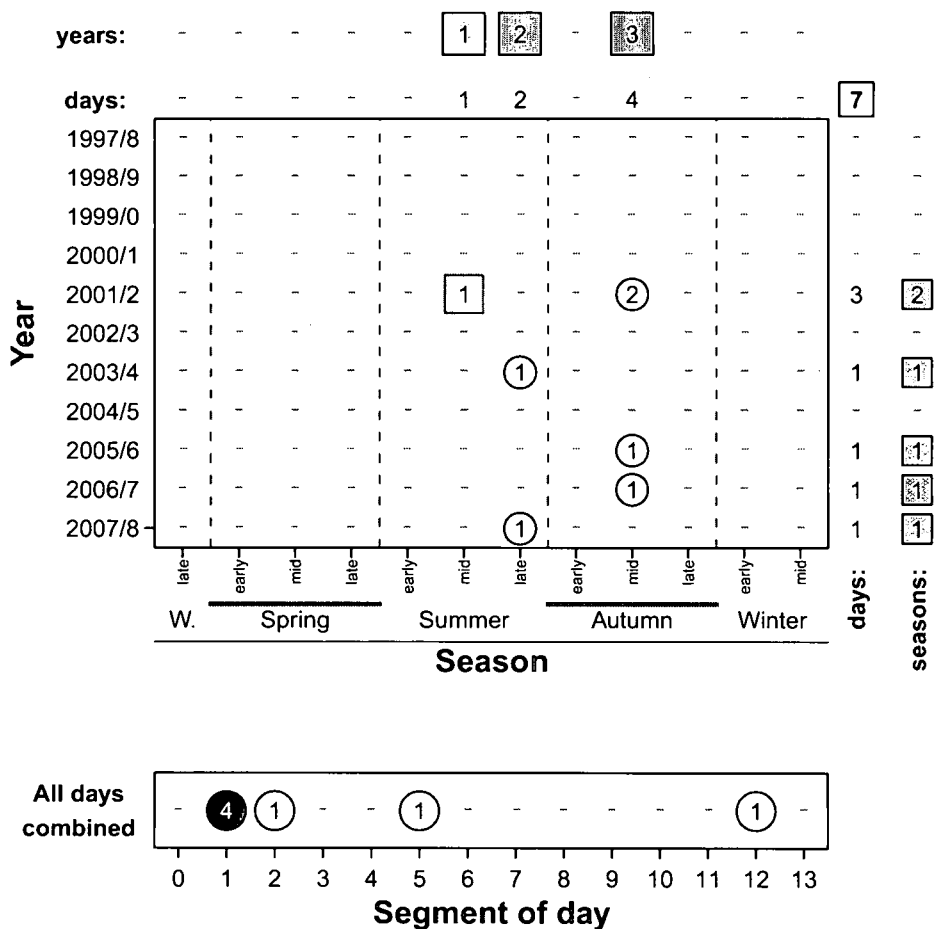 years: - - - - - 1 2 - 3 - - -
days: - - - - - 1 2 - 4 - - - 7
1997/8 - - - - - - - - - - - - - -
1998/9 - - - - - - - - - - - - - -
1999/0 - - - - - - - - - - - - - -
2000/1 - - - - - - - - - - - - - -
2001/2 - - - - - 1 - - 2 - - - 3 2
2002/3 - - - - - - - - - - - - - -
2003/4 - - - - - - 1 - - - - - 1 1
2004/5 - - - - - - - - - - - - - -
2005/6 - - - - - - - - 1 - - - 1 1
2006/7 - - - - - - - - 1 - - - 1 1
2007/8 - - - - - - 1 - - - - - 1 1
Year
late early mid late early mid late early mid late early mid
W. Spring Summer Autumn Winter
days: seasons:
Season
All days
combined
- 4 1 - - 1 - - - - - - 1 -
0 1 2 3 4 5 6 7 8 9 10 11 12 13
Segment of day